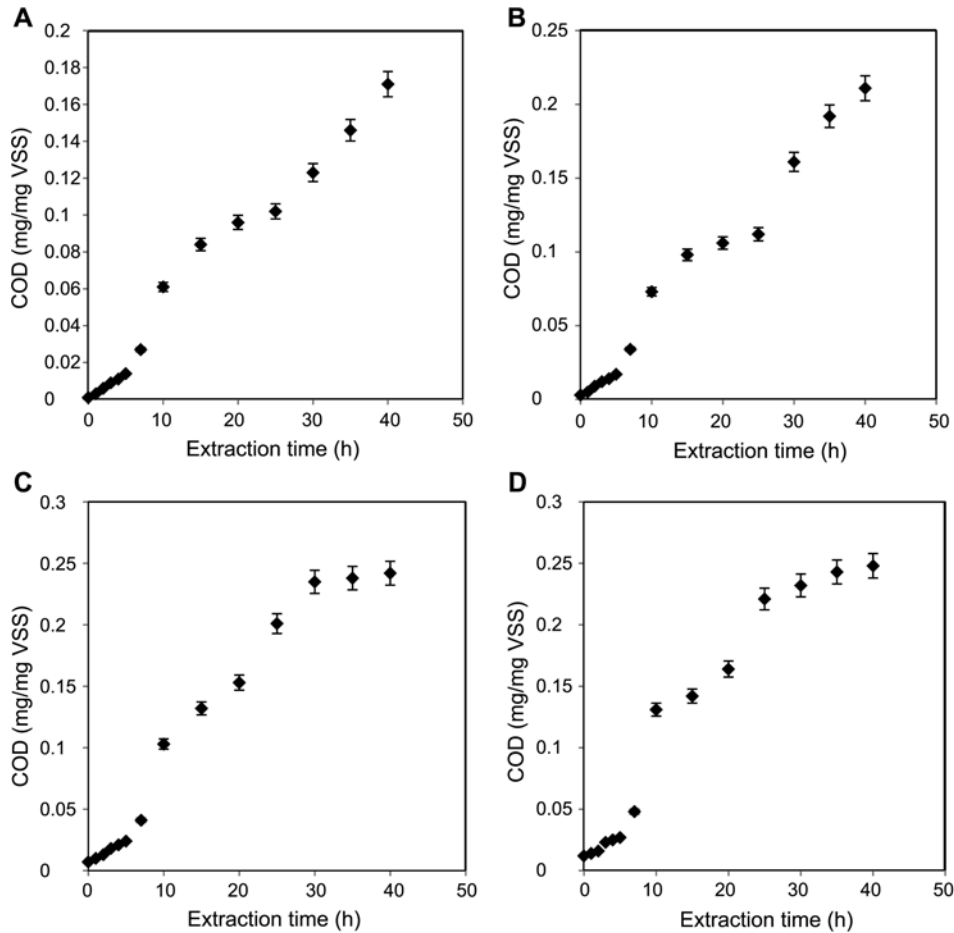 A
0.2
0.18
0.16
0.14
0.12
0.1
0.08
0.06
0.04
0.02
0
COD (mg/mg VSS)
0 10 20 30 40 50
Extraction time (h)
B
0.25
0.2
0.15
0.1
0.05
0
COD (mg/mg VSS)
0 10 20 30 40 50
Extraction time (h)
C
0.3
0.25
0.2
0.15
0.1
0.05
0
COD (mg/mg VSS)
0 10 20 30 40 50
Extraction time (h)
D
0.3
0.25
0.2
0.15
0.1
0.05
0
COD (mg/mg VSS)
0 10 20 30 40 50
Extraction time (h)